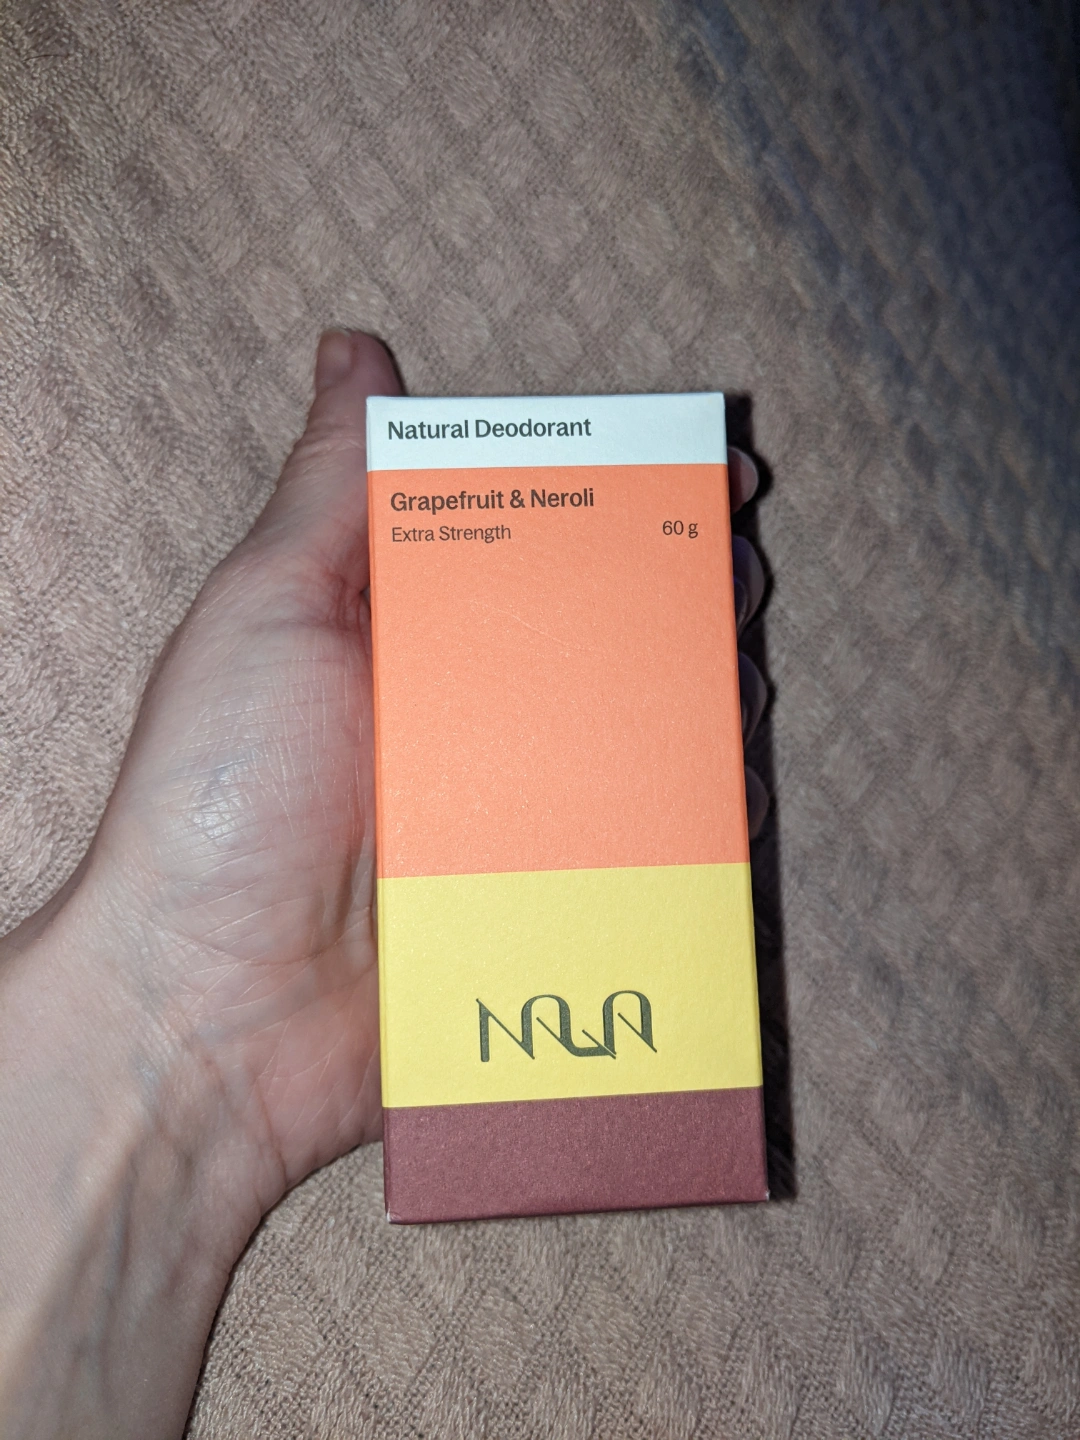 Natural Deodorant
Grapefruit & Neroli
Extra Strength 60 g
NALA